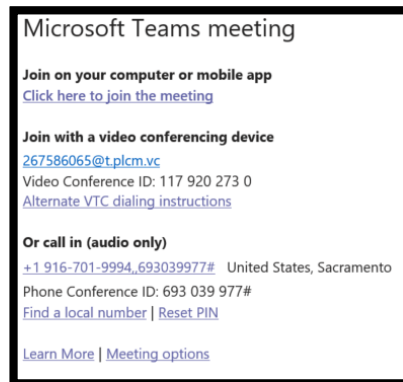 Microsoft Teams meeting
Join on your computer or mobile app
Click here to join the meeting
Join with a video conferencing device
267586065@t.plcm.vc
Video Conference ID: 117 920 273 0
Alternate VTC dialing instructions
Or call in (audio only)
+1 916-701-9994,,693039977# United States, Sacramento
Phone Conference ID: 693 039 977#
Find a local number | Reset PIN
Learn More | Meeting options